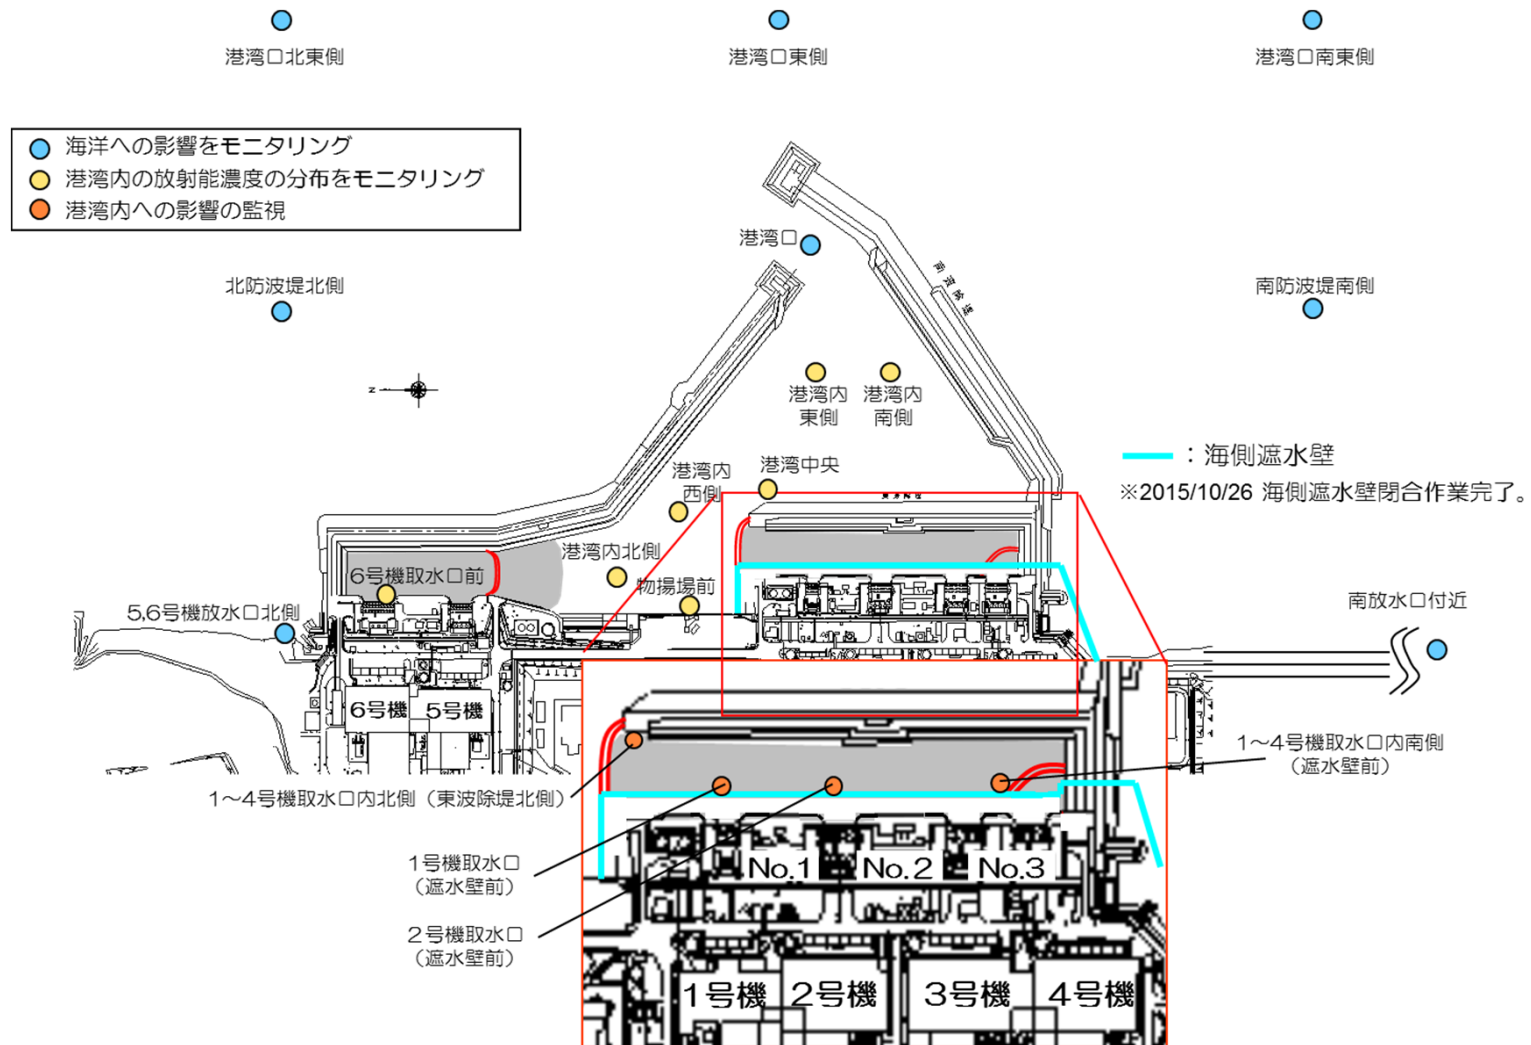 港湾口北東側
港湾口東側
港湾口南東側
海洋への影響をモニタリング
港湾内の放射能濃度の分布をモニタリング
港湾内への影響の監視
港湾口
北防波堤北側
南防波堤南側
N
港湾内
東側
港湾内
南側
：海側遮水壁
※2015/10/26 海側遮水壁閉合作業完了。
港湾中央
港湾内
西側
港湾内北側
物揚場前
6号機取水口前
5,6号機放水口北側
南放水口付近
6号機
5号機
1～4号機取水口内南側
（遮水壁前）
1～4号機取水口内北側（東波除堤北側）
1号機取水口
（遮水壁前）
2号機取水口
（遮水壁前）
No.1
No.2
No.3
1号機
2号機
3号機
4号機